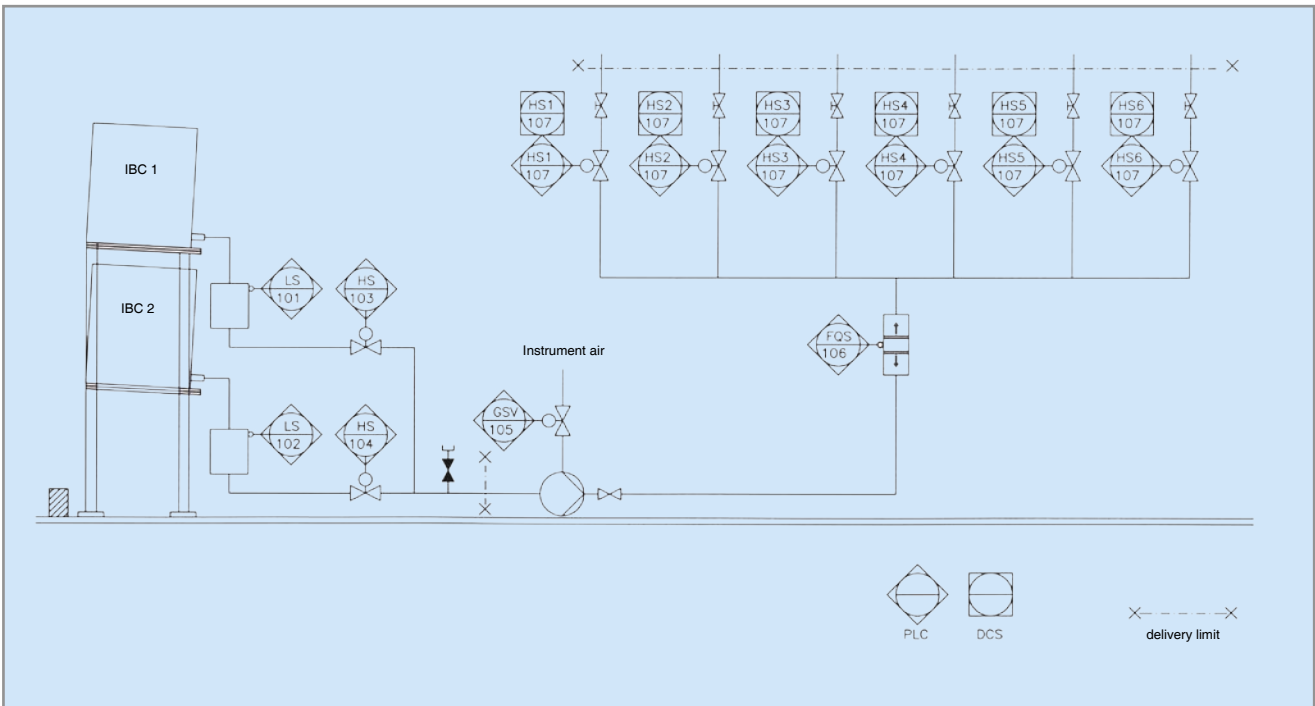 HS1
107
HS2
107
HS3
107
HS4
107
HS5
107
HS6
107
HS1
107
HS2
107
HS3
107
HS4
107
HS5
107
HS6
107
IBC 1
IBC 2
LS
101
HS
103
Instrument air
FQS
106
GSV
105
LS
102
HS
104
PLC
DCS
delivery limit